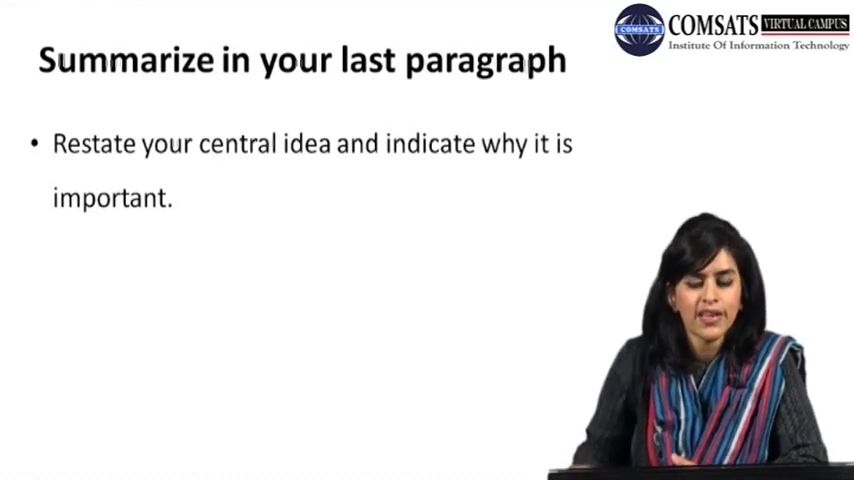 COMSATS VIRTUAL CAMPUS
COMSATS
Institute Of Information Technology
Summarize in your last paragraph
• Restate your central idea and indicate why it is
important.